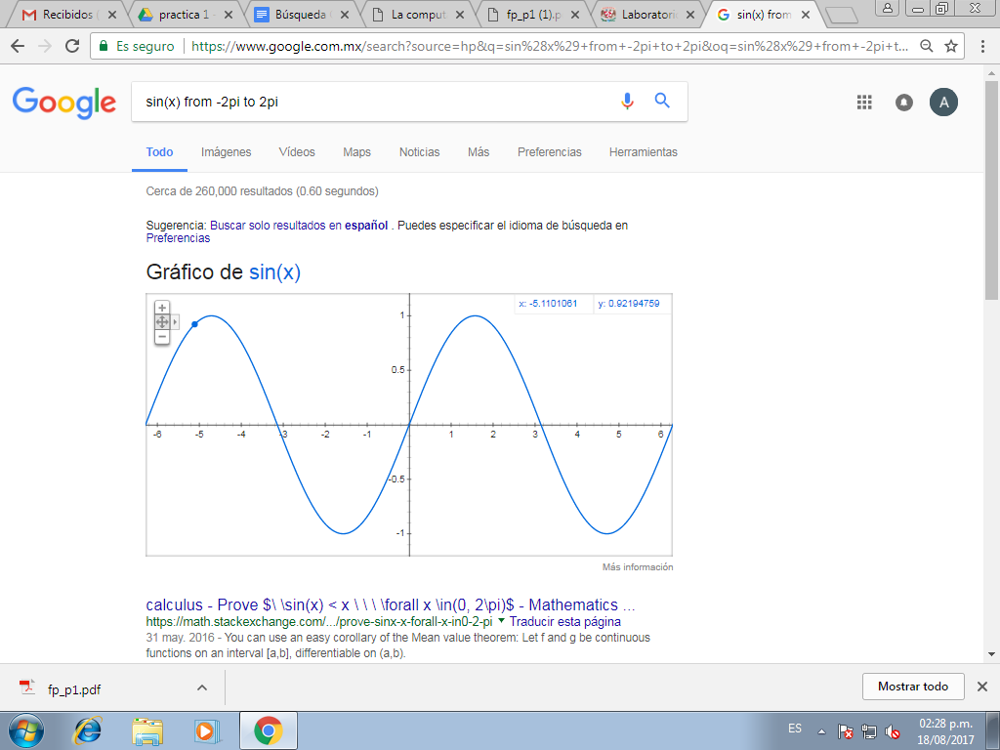 Recibidos
practica 1 -
Búsqueda
La comput
fp_p1 (1).p
Laboratori
sin(x) from
A
Es seguro
https://www.google.com.mx/search?source=hp&q=sin%28x%29+from+-2pi+to+2pi&oq=sin%28x%29+from+-2pi+t...
Google
sin(x) from -2pi to 2pi
Todo
Imágenes
Vídeos
Maps
Noticias
Más
Preferencias
Herramientas
Cerca de 260,000 resultados (0.60 segundos)
Sugerencia: Buscar solo resultados en español . Puedes especificar el idioma de búsqueda en
Preferencias
Gráfico de sin(x)
x: -5.1101061
y: 0.92194759
1
0.5
-6 -5 -4 -3 -2 -1 1 2 3 4 5 6
-0.5
-1
Más información
calculus - Prove $\ \sin(x) < x \ \ \ \forall x \in(0, 2\pi)$ - Mathematics ...
https://math.stackexchange.com/.../prove-sinx-x-forall-x-in0-2-pi ▼ Traducir esta página
31 may. 2016 - You can use an easy corollary of the Mean value theorem: Let f and g be continuous
functions on an interval [a,b], differentiable on (a,b).
fp_p1.pdf
Mostrar todo
ES
02:28 p.m.
18/08/2017